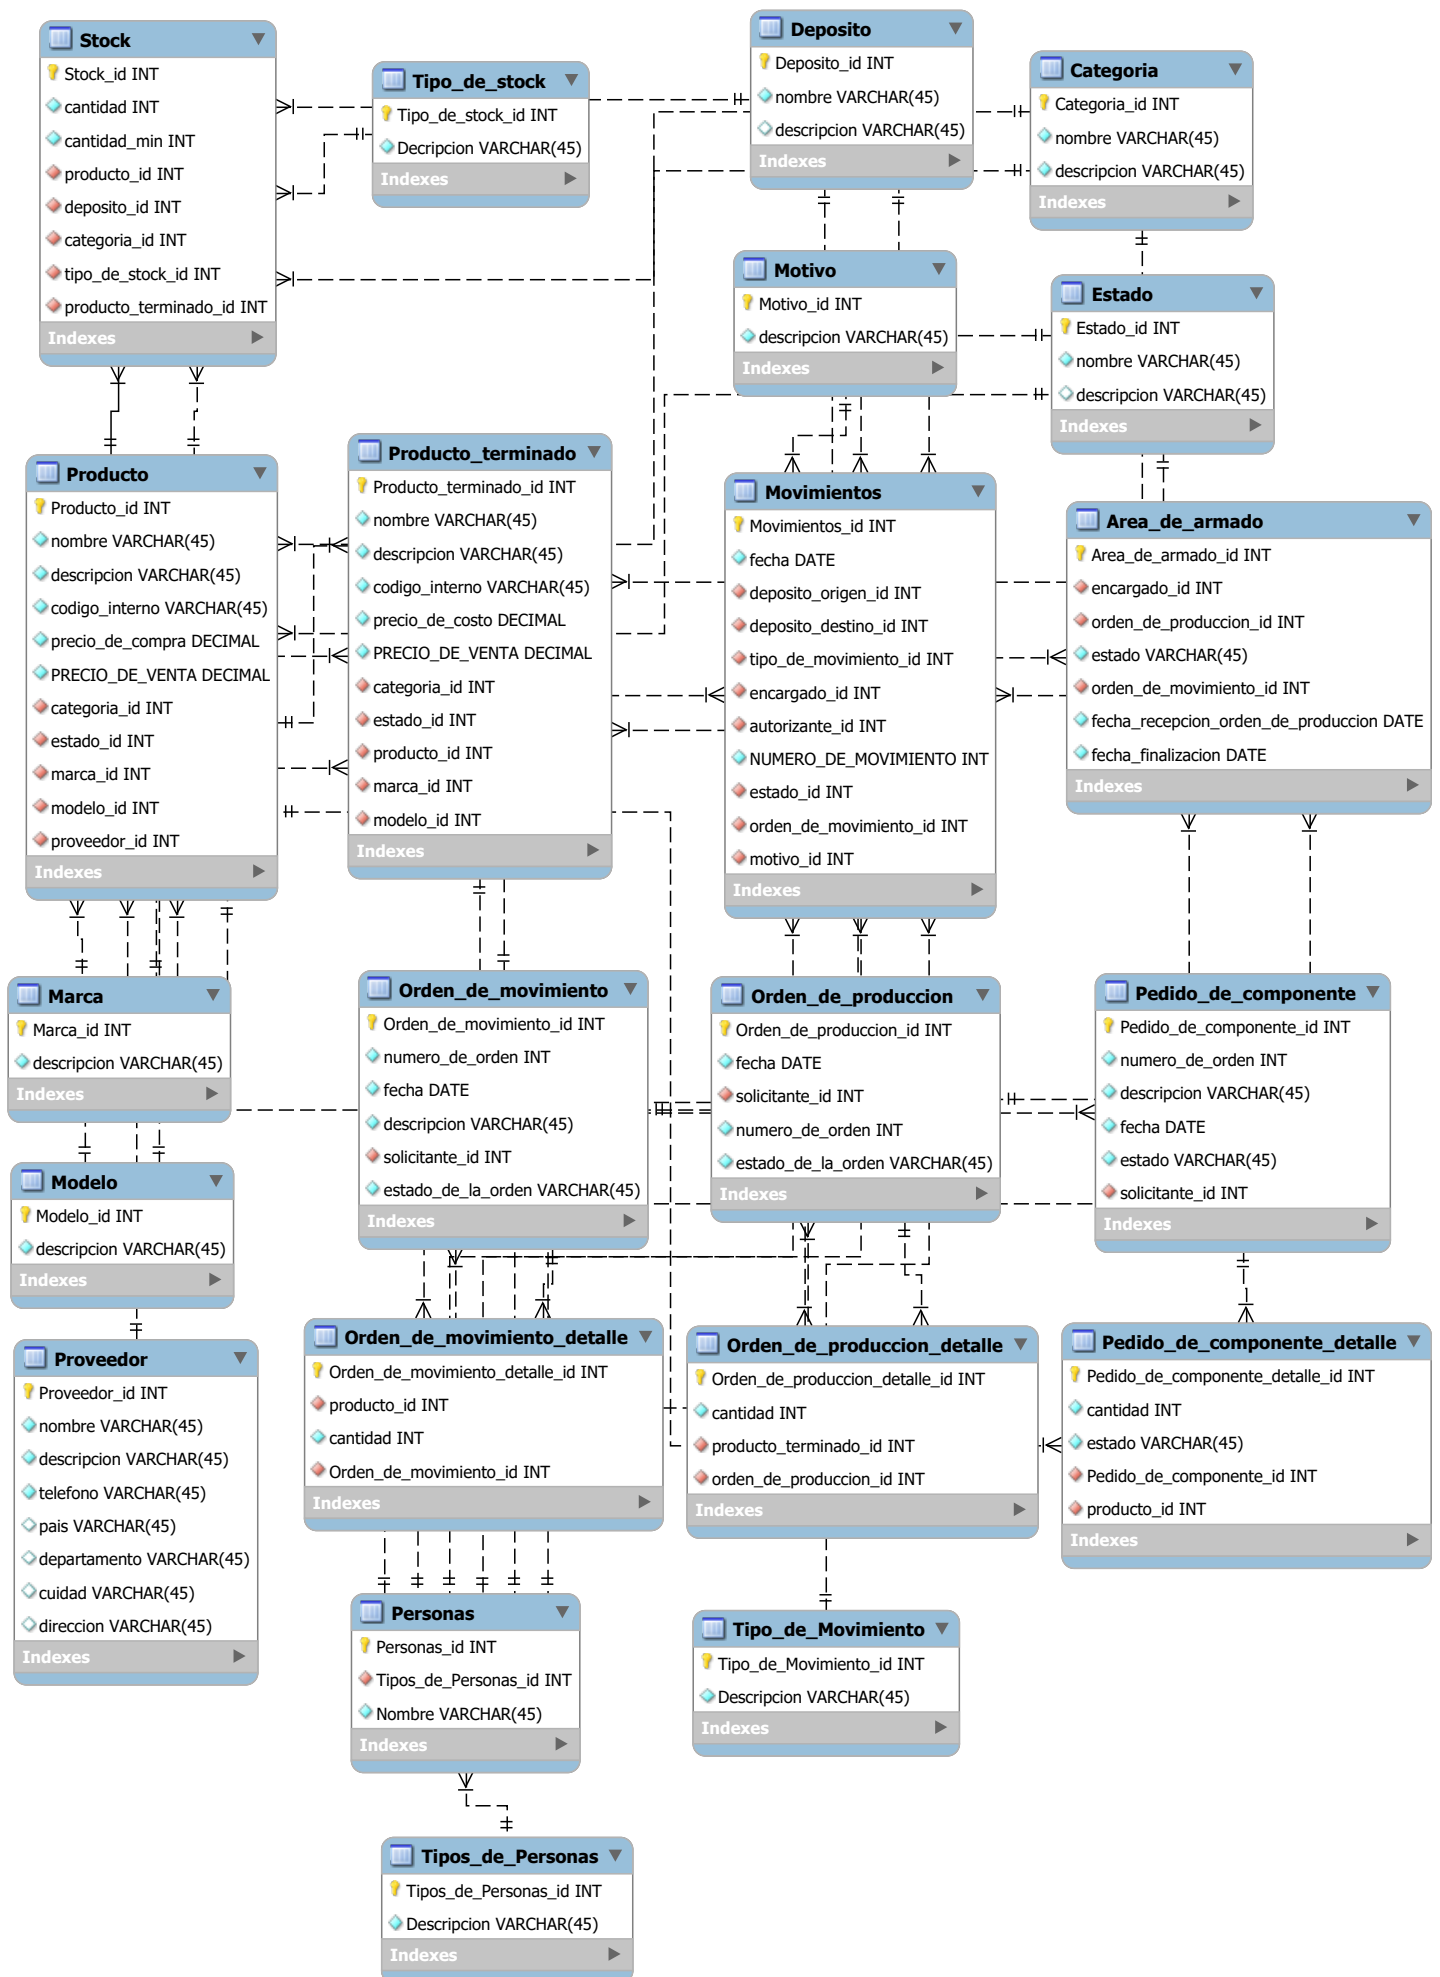 Stock
Stock_id INT
cantidad INT
cantidad_min INT
producto_id INT
deposito_id INT
categoria_id INT
tipo_de_stock_id INT
producto_terminado_id INT
Indexes
Tipo_de_stock
Tipo_de_stock_id INT
Decripcion VARCHAR(45)
Indexes
Deposito
Deposito_id INT
nombre VARCHAR(45)
descripcion VARCHAR(45)
Indexes
Categoria
Categoria_id INT
nombre VARCHAR(45)
descripcion VARCHAR(45)
Indexes
Motivo
Motivo_id INT
descripcion VARCHAR(45)
Indexes
Estado
Estado_id INT
nombre VARCHAR(45)
descripcion VARCHAR(45)
Indexes
Producto
Producto_id INT
nombre VARCHAR(45)
descripcion VARCHAR(45)
codigo_interno VARCHAR(45)
precio_de_compra DECIMAL
PRECIO_DE_VENTA DECIMAL
categoria_id INT
estado_id INT
marca_id INT
modelo_id INT
proveedor_id INT
Indexes
Producto_terminado
Producto_terminado_id INT
nombre VARCHAR(45)
descripcion VARCHAR(45)
codigo_interno VARCHAR(45)
precio_de_costo DECIMAL
PRECIO_DE_VENTA DECIMAL
categoria_id INT
estado_id INT
producto_id INT
marca_id INT
modelo_id INT
Indexes
Movimientos
Movimientos_id INT
fecha DATE
deposito_origen_id INT
deposito_destino_id INT
tipo_de_movimiento_id INT
encargado_id INT
autorizante_id INT
NUMERO_DE_MOVIMIENTO INT
estado_id INT
orden_de_movimiento_id INT
motivo_id INT
Indexes
Area_de_armado
Area_de_armado_id INT
encargado_id INT
orden_de_produccion_id INT
estado VARCHAR(45)
orden_de_movimiento_id INT
fecha_recepcion_orden_de_produccion DATE
fecha_finalizacion DATE
Indexes
Marca
Marca_id INT
descripcion VARCHAR(45)
Indexes
Orden_de_movimiento
Orden_de_movimiento_id INT
numero_de_orden INT
fecha DATE
descripcion VARCHAR(45)
solicitante_id INT
estado_de_la_orden VARCHAR(45)
Indexes
Orden_de_produccion
Orden_de_produccion_id INT
fecha DATE
solicitante_id INT
numero_de_orden INT
estado_de_la_orden VARCHAR(45)
Indexes
Pedido_de_componente
Pedido_de_componente_id INT
numero_de_orden INT
descripcion VARCHAR(45)
fecha DATE
estado VARCHAR(45)
solicitante_id INT
Indexes
Modelo
Modelo_id INT
descripcion VARCHAR(45)
Indexes
Proveedor
Proveedor_id INT
nombre VARCHAR(45)
descripcion VARCHAR(45)
telefono VARCHAR(45)
pais VARCHAR(45)
departamento VARCHAR(45)
cuidad VARCHAR(45)
direccion VARCHAR(45)
Indexes
Orden_de_movimiento_detalle
Orden_de_movimiento_detalle_id INT
producto_id INT
cantidad INT
Orden_de_movimiento_id INT
Indexes
Orden_de_produccion_detalle
Orden_de_produccion_detalle_id INT
cantidad INT
producto_terminado_id INT
orden_de_produccion_id INT
Indexes
Pedido_de_componente_detalle
Pedido_de_componente_detalle_id INT
cantidad INT
estado VARCHAR(45)
Pedido_de_componente_id INT
producto_id INT
Indexes
Personas
Personas_id INT
Tipos_de_Personas_id INT
Nombre VARCHAR(45)
Indexes
Tipo_de_Movimiento
Tipo_de_Movimiento_id INT
Descripcion VARCHAR(45)
Indexes
Tipos_de_Personas
Tipos_de_Personas_id INT
Descripcion VARCHAR(45)
Indexes